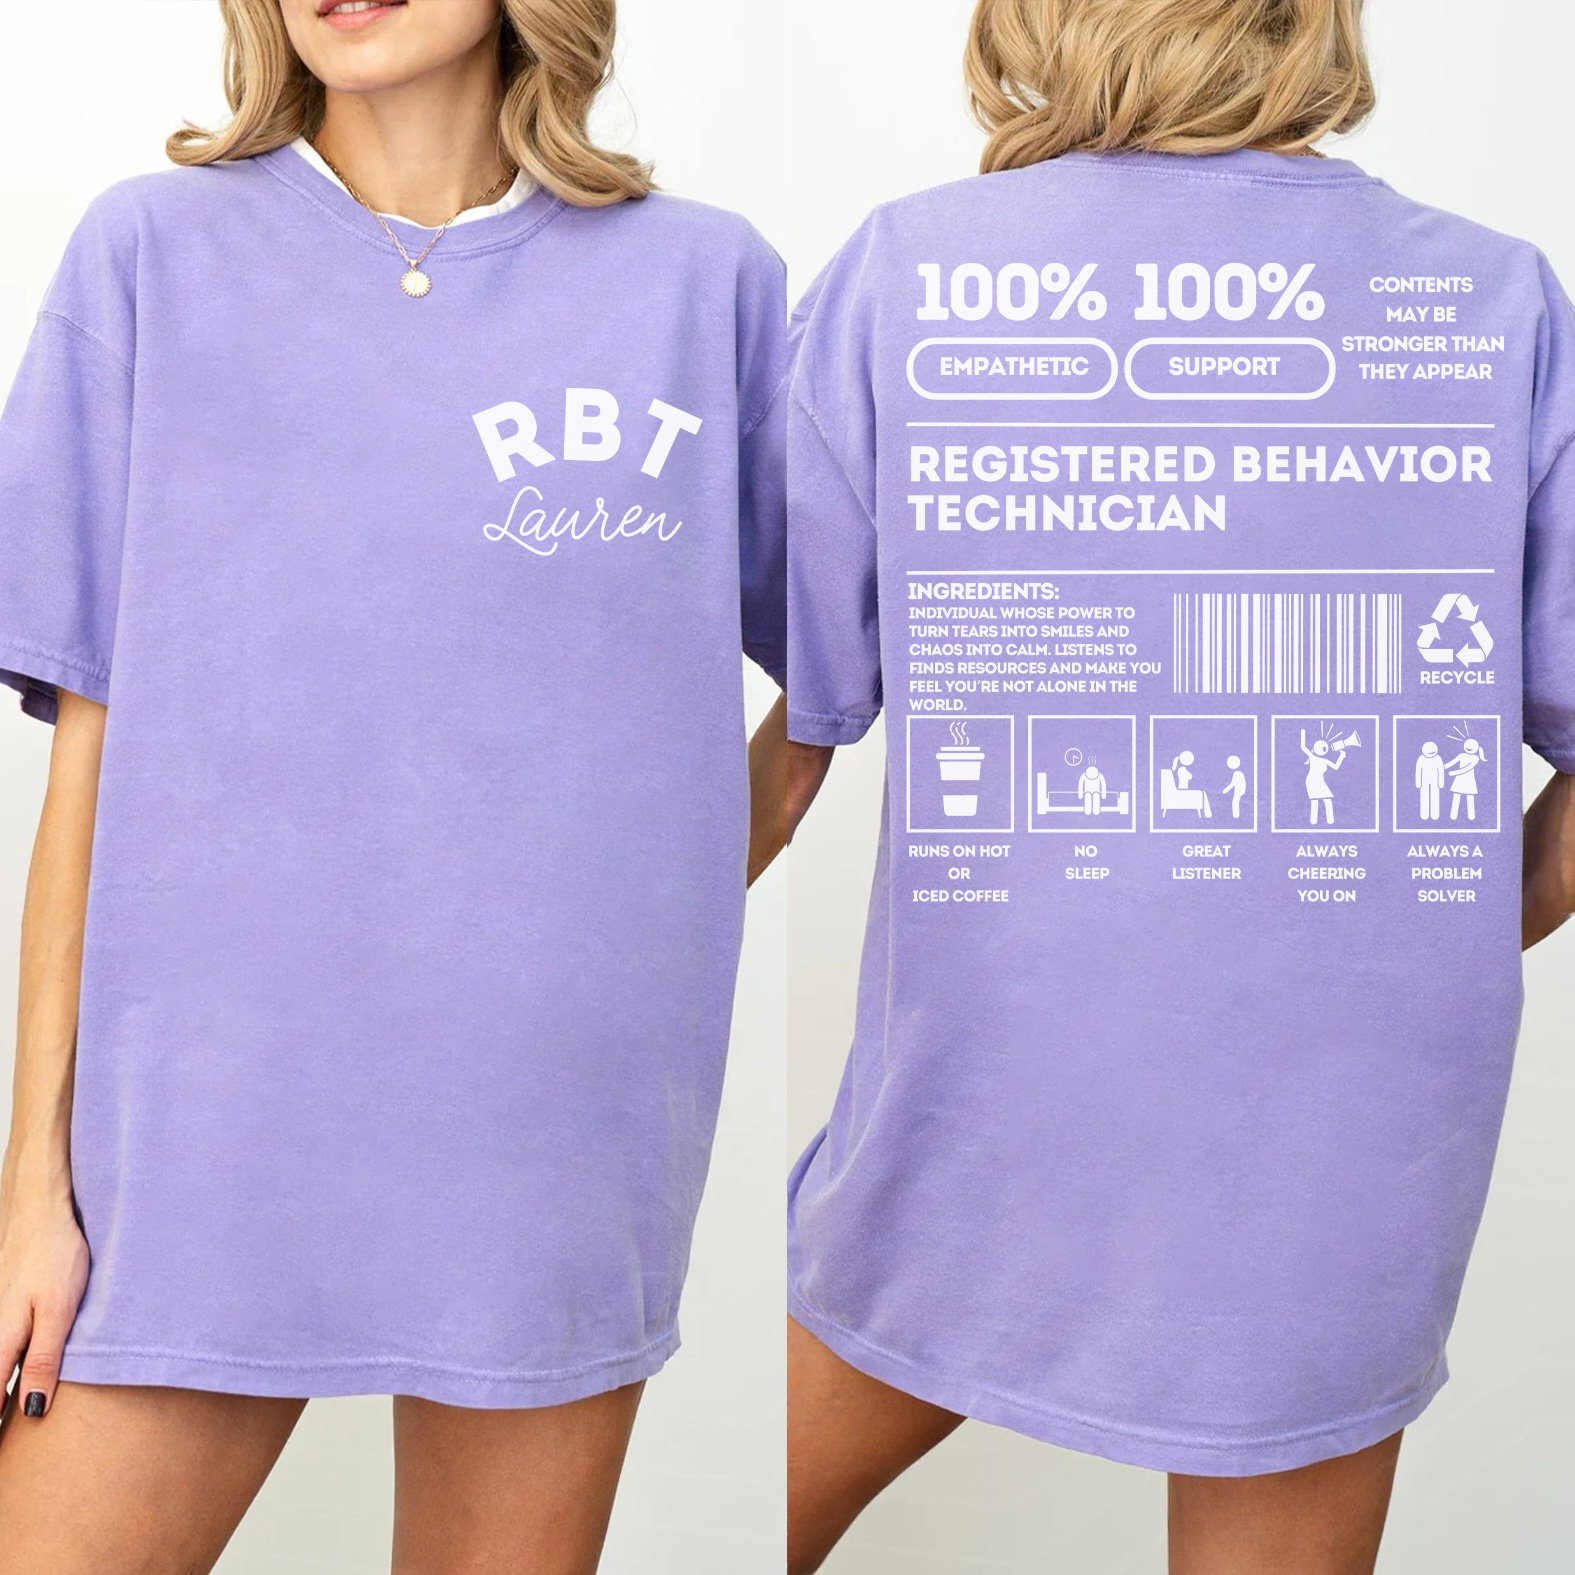 RBT
Lauren
100% 100%
EMPATHETIC
SUPPORT
CONTENTS
MAY BE
STRONGER THAN
THEY APPEAR
REGISTERED BEHAVIOR
TECHNICIAN
INGREDIENTS:
INDIVIDUAL WHOSE POWER TO
TURN TEARS INTO SMILES AND
CHAOS INTO CALM. LISTENS TO
FINDS RESOURCES AND MAKE YOU
FEEL YOU'RE NOT ALONE IN THE
WORLD.
RECYCLE
RUNS ON HOT
OR
ICED COFFEE
NO
SLEEP
GREAT
LISTENER
ALWAYS
CHEERING
YOU ON
ALWAYS A
PROBLEM
SOLVER